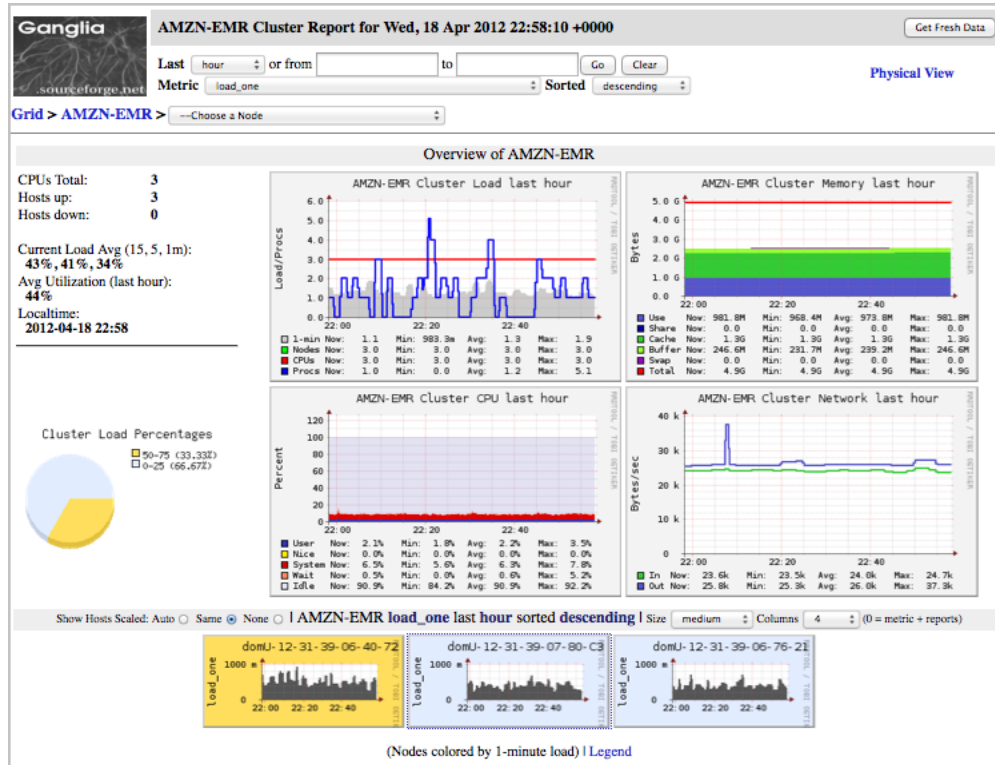 Ganglia
.sourceforge.net
AMZN-EMR Cluster Report for Wed, 18 Apr 2012 22:58:10 +0000
Get Fresh Data
Last hour or from to Go Clear
Metric load_one Sorted descending
Physical View
Grid > AMZN-EMR > --Choose a Node
Overview of AMZN-EMR
CPUs Total: 3
Hosts up: 3
Hosts down: 0
Current Load Avg (15, 5, 1m):
43%, 41%, 34%
Avg Utilization (last hour):
44%
Localtime:
2012-04-18 22:58
Cluster Load Percentages
50-75 (33.33%)
0-25 (66.67%)
AMZN-EMR Cluster Load last hour
Load/Procs
6.0
5.0
4.0
3.0
2.0
1.0
0.0
22:00 22:20 22:40
1-min Now: 1.1 Min: 983.3m Avg: 1.3 Max: 1.9
Nodes Now: 3.0 Min: 3.0 Avg: 3.0 Max: 3.0
CPUs Now: 3.0 Min: 3.0 Avg: 3.0 Max: 3.0
Procs Now: 1.0 Min: 0.0 Avg: 1.2 Max: 5.1
RRDTOOL / TOBI OETIKER
AMZN-EMR Cluster Memory last hour
Bytes
5.0 G
4.0 G
3.0 G
2.0 G
1.0 G
0.0
22:00 22:20 22:40
Use Now: 981.8M Min: 968.4M Avg: 973.8M Max: 981.8M
Share Now: 0.0 Min: 0.0 Avg: 0.0 Max: 0.0
Cache Now: 1.3G Min: 1.3G Avg: 1.3G Max: 1.3G
Buffer Now: 246.6M Min: 231.7M Avg: 239.2M Max: 246.6M
Swap Now: 0.0 Min: 0.0 Avg: 0.0 Max: 0.0
Total Now: 4.9G Min: 4.9G Avg: 4.9G Max: 4.9G
RRDTOOL / TOBI OETIKER
AMZN-EMR Cluster CPU last hour
Percent
120
100
80
60
40
20
0
22:00 22:20 22:40
User Now: 2.1% Min: 1.8% Avg: 2.2% Max: 3.5%
Nice Now: 0.0% Min: 0.0% Avg: 0.0% Max: 0.0%
System Now: 6.5% Min: 5.6% Avg: 6.3% Max: 7.8%
Wait Now: 0.5% Min: 0.0% Avg: 0.6% Max: 5.2%
Idle Now: 90.9% Min: 84.2% Avg: 90.9% Max: 92.2%
RRDTOOL / TOBI OETIKER
AMZN-EMR Cluster Network last hour
Bytes/sec
40 k
30 k
20 k
10 k
0
22:00 22:20 22:40
In Now: 23.6k Min: 23.5k Avg: 24.0k Max: 24.7k
Out Now: 25.8k Min: 25.3k Avg: 26.0k Max: 37.3k
RRDTOOL / TOBI OETIKER
Show Hosts Scaled: Auto Same None | AMZN-EMR load_one last hour sorted descending | Size medium Columns 4 (0 = metric + reports)
domU-12-31-39-06-40-72
load_one
1000 m
0
22:00 22:20 22:40
domU-12-31-39-07-80-C3
load_one
1000 m
0
22:00 22:20 22:40
domU-12-31-39-06-76-21
load_one
1000 m
0
22:00 22:20 22:40
(Nodes colored by 1-minute load) | Legend